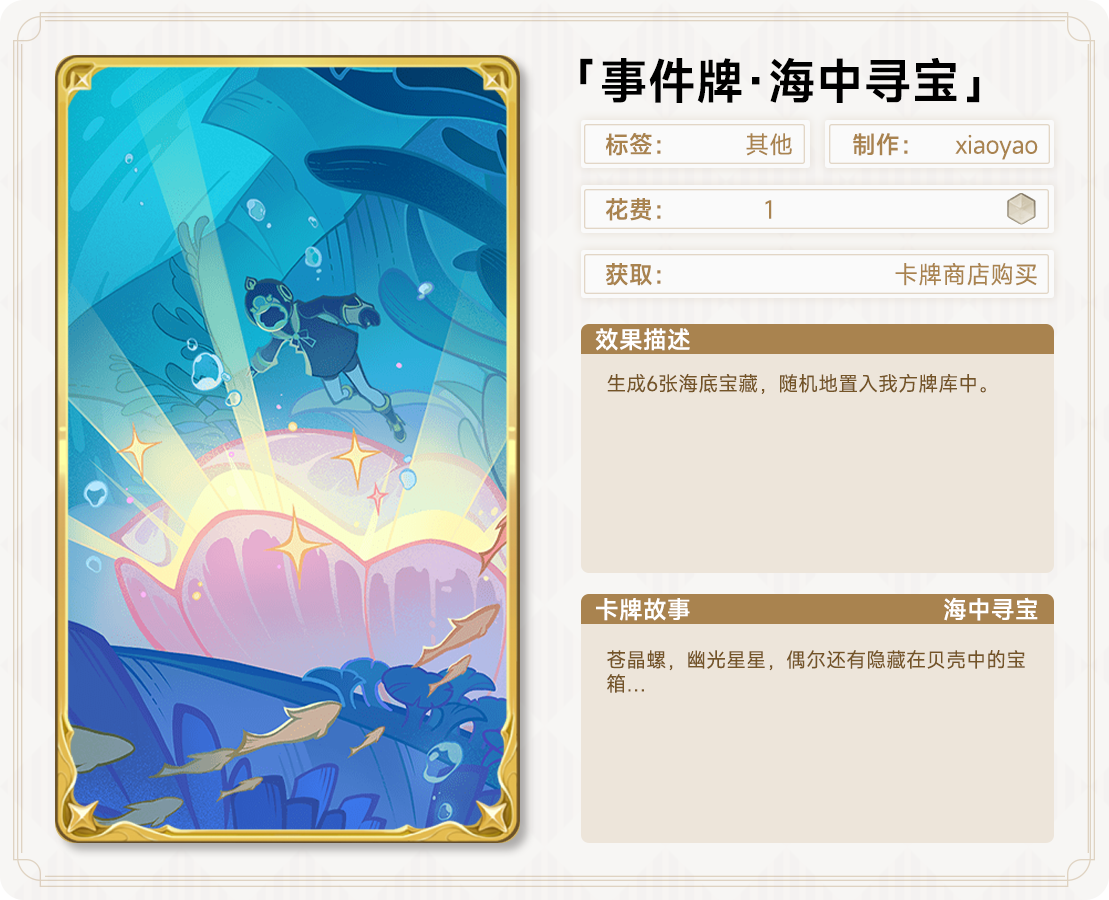 「事件牌·海中寻宝」
标签： 其他
制作： xiaoyao
花费： 1
获取： 卡牌商店购买
效果描述
生成6张海底宝藏，随机地置入我方牌库中。
卡牌故事 海中寻宝
苍晶螺，幽光星星，偶尔还有隐藏在贝壳中的宝
箱...